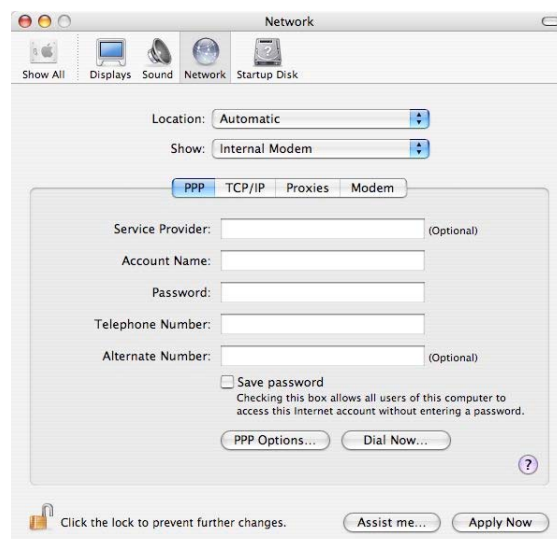 Network
Show All Displays Sound Network Startup Disk
Location: Automatic
Show: Internal Modem
PPP TCP/IP Proxies Modem
Service Provider: (Optional)
Account Name:
Password:
Telephone Number:
Alternate Number: (Optional)
Save password
Checking this box allows all users of this computer to
access this Internet account without entering a password.
PPP Options... Dial Now...
?
Click the lock to prevent further changes. Assist me... Apply Now